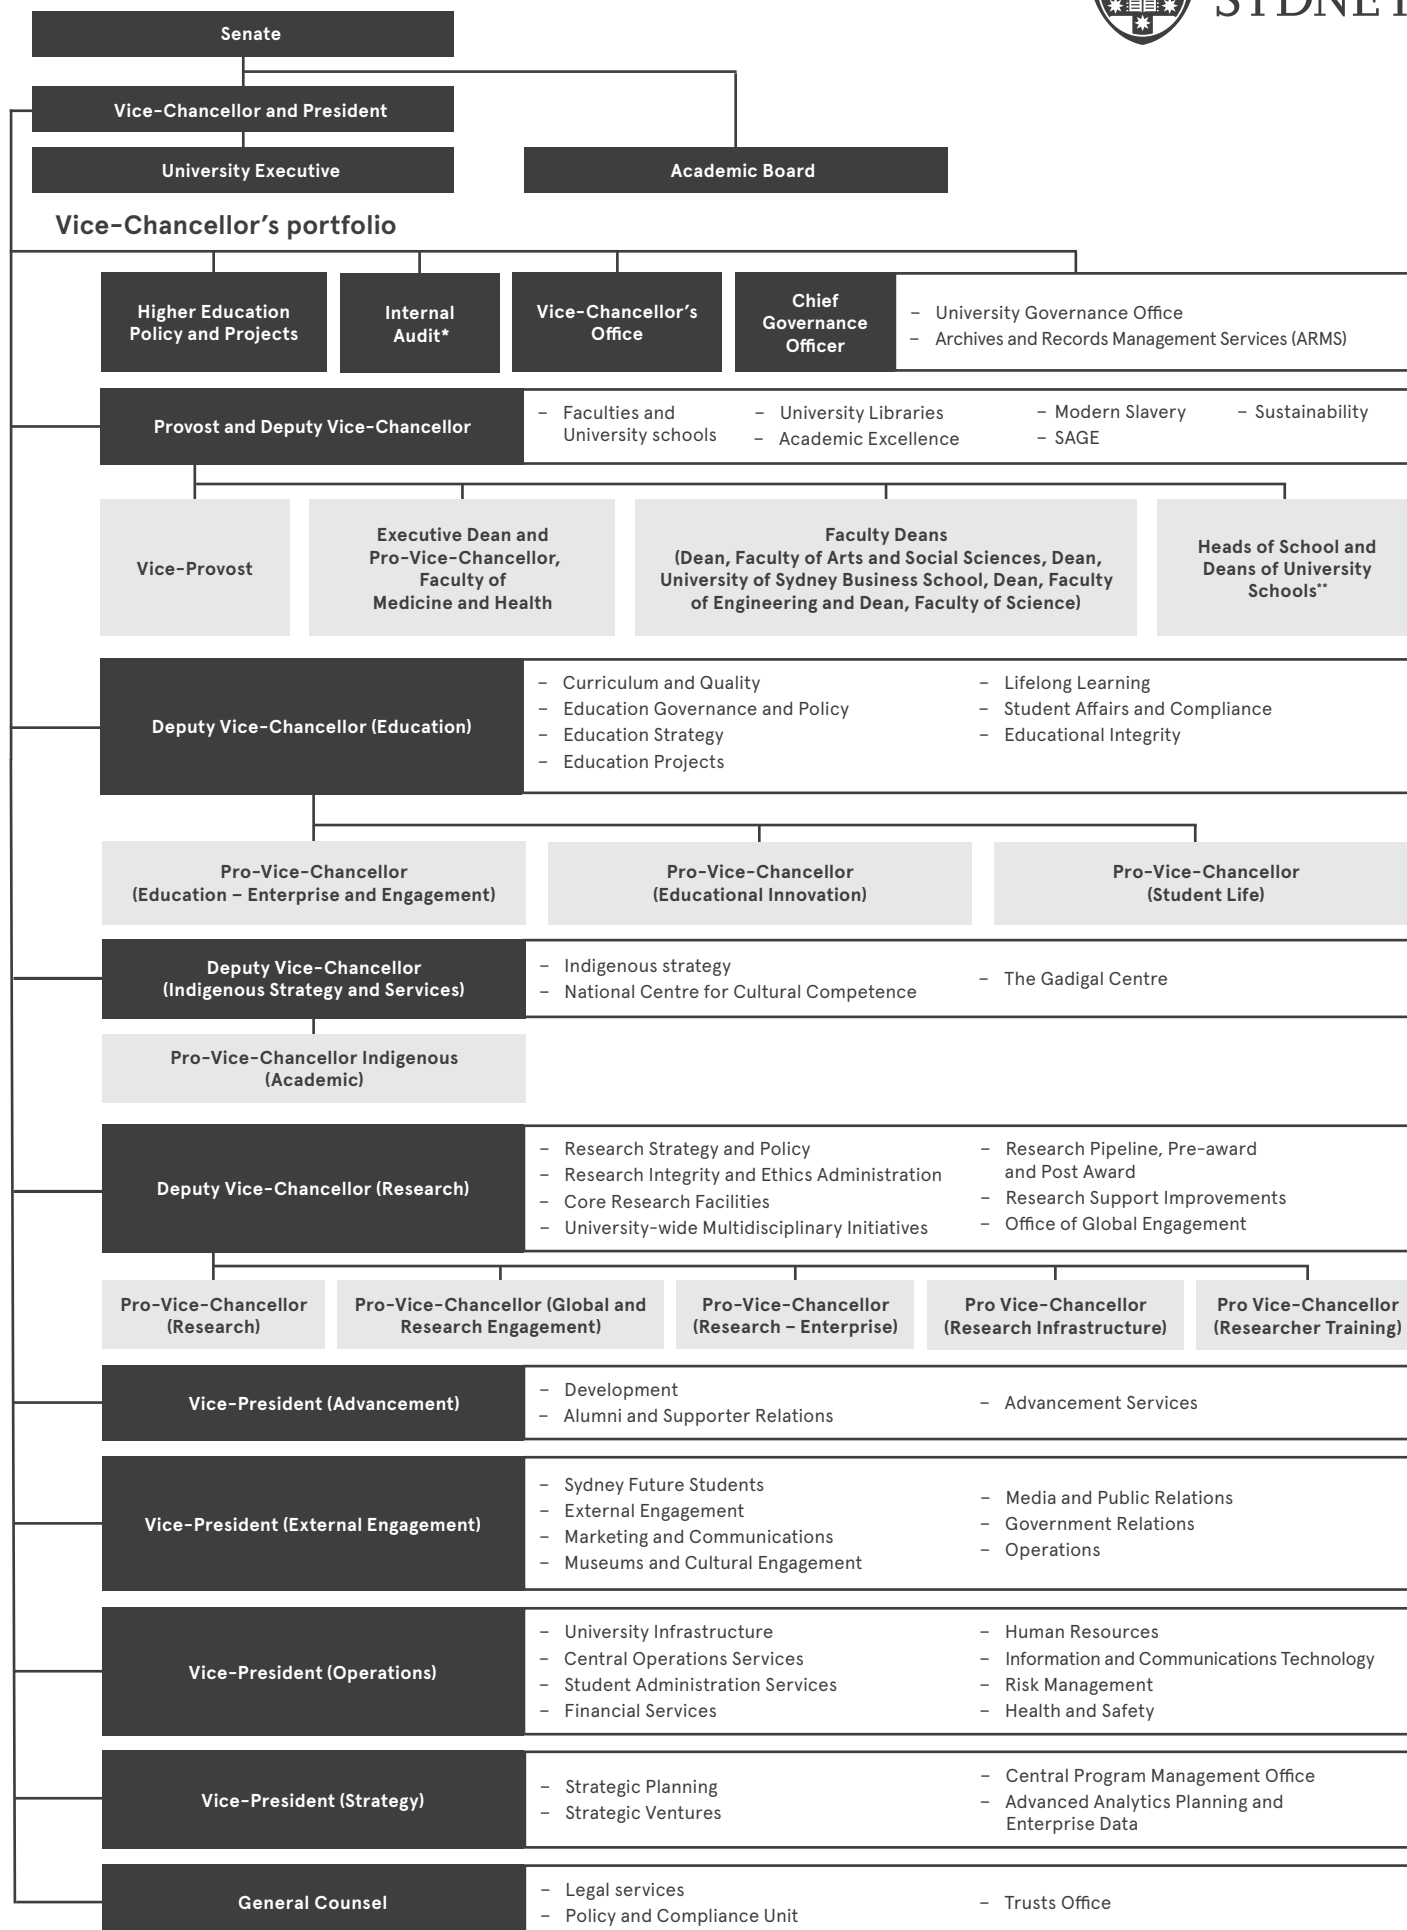 SYDNEY
Senate
Vice-Chancellor and President
University Executive
Academic Board
Vice-Chancellor's portfolio
Higher Education
Policy and Projects
Internal
Audit*
Vice-Chancellor's
Office
Chief
Governance
Officer
– University Governance Office
– Archives and Records Management Services (ARMS)
Provost and Deputy Vice-Chancellor
– Faculties and
University schools
– University Libraries
– Academic Excellence
– Modern Slavery
– SAGE
– Sustainability
Vice-Provost
Executive Dean and
Pro-Vice-Chancellor,
Faculty of
Medicine and Health
Faculty Deans
(Dean, Faculty of Arts and Social Sciences, Dean,
University of Sydney Business School, Dean, Faculty
of Engineering and Dean, Faculty of Science)
Heads of School and
Deans of University
Schools**
Deputy Vice-Chancellor (Education)
– Curriculum and Quality
– Education Governance and Policy
– Education Strategy
– Education Projects
– Lifelong Learning
– Student Affairs and Compliance
– Educational Integrity
Pro-Vice-Chancellor
(Education – Enterprise and Engagement)
Pro-Vice-Chancellor
(Educational Innovation)
Pro-Vice-Chancellor
(Student Life)
Deputy Vice-Chancellor
(Indigenous Strategy and Services)
– Indigenous strategy
– National Centre for Cultural Competence
– The Gadigal Centre
Pro-Vice-Chancellor Indigenous
(Academic)
Deputy Vice-Chancellor (Research)
– Research Strategy and Policy
– Research Integrity and Ethics Administration
– Core Research Facilities
– University-wide Multidisciplinary Initiatives
– Research Pipeline, Pre-award
and Post Award
– Research Support Improvements
– Office of Global Engagement
Pro-Vice-Chancellor
(Research)
Pro-Vice-Chancellor (Global and
Research Engagement)
Pro-Vice-Chancellor
(Research – Enterprise)
Pro Vice-Chancellor
(Research Infrastructure)
Pro Vice-Chancellor
(Researcher Training)
Vice-President (Advancement)
– Development
– Alumni and Supporter Relations
– Advancement Services
Vice-President (External Engagement)
– Sydney Future Students
– External Engagement
– Marketing and Communications
– Museums and Cultural Engagement
– Media and Public Relations
– Government Relations
– Operations
Vice-President (Operations)
– University Infrastructure
– Central Operations Services
– Student Administration Services
– Financial Services
– Human Resources
– Information and Communications Technology
– Risk Management
– Health and Safety
Vice-President (Strategy)
– Strategic Planning
– Strategic Ventures
– Central Program Management Office
– Advanced Analytics Planning and
Enterprise Data
General Counsel
– Legal services
– Policy and Compliance Unit
– Trusts Office